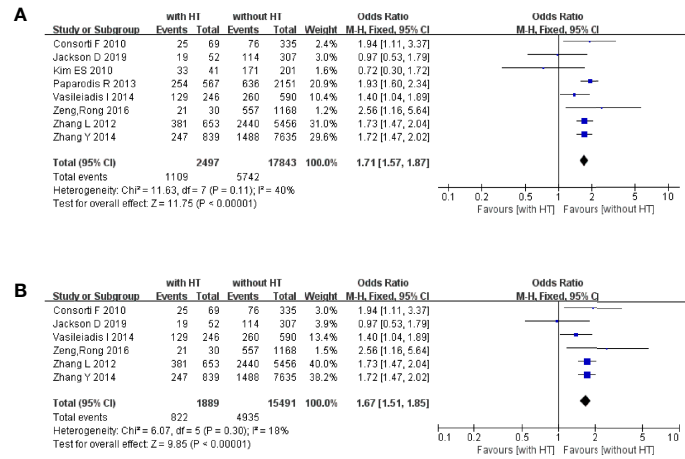 A
with HT without HT Odds Ratio Odds Ratio
Study or Subgroup Events Total Events Total Weight M-H, Fixed, 95% CI M-H, Fixed, 95% CI
Consorti F 2010 25 69 76 335 2.4% 1.94 [1.11, 3.37]
Jackson D 2019 19 52 114 307 2.9% 0.97 [0.53, 1.79]
Kim ES 2010 33 41 171 201 1.5% 0.72 [0.30, 1.72]
Paparodis R 2013 254 567 636 2151 21.1% 1.93 [1.60, 2.34]
Vasileiadis I 2014 129 246 260 590 10.4% 1.40 [1.04, 1.89]
Zeng,Rong 2016 21 30 557 1168 1.1% 2.56 [1.16, 5.64]
Zhang L 2012 381 653 2440 5456 31.0% 1.73 [1.47, 2.04]
Zhang Y 2014 247 839 1488 7635 29.6% 1.72 [1.47, 2.02]
Total (95% CI) 2497 17843 100.0% 1.71 [1.57, 1.87]
Total events 1109 5742
Heterogeneity: Chi² = 11.63, df = 7 (P = 0.11); I² = 40%
Test for overall effect: Z = 11.75 (P < 0.00001)
0.1 0.2 0.5 1 2 5 10
Favours [with HT] Favours [without HT]
B
with HT without HT Odds Ratio Odds Ratio
Study or Subgroup Events Total Events Total Weight M-H, Fixed, 95% CI M-H, Fixed, 95% CI
Consorti F 2010 25 69 76 335 3.0% 1.94 [1.11, 3.37]
Jackson D 2019 19 52 114 307 3.7% 0.97 [0.53, 1.79]
Vasileiadis I 2014 129 246 260 590 13.4% 1.40 [1.04, 1.89]
Zeng,Rong 2016 21 30 557 1168 1.5% 2.56 [1.16, 5.64]
Zhang L 2012 381 653 2440 5456 40.1% 1.73 [1.47, 2.04]
Zhang Y 2014 247 839 1488 7635 38.2% 1.72 [1.47, 2.02]
Total (95% CI) 1889 15491 100.0% 1.67 [1.51, 1.85]
Total events 822 4935
Heterogeneity: Chi² = 6.07, df = 5 (P = 0.30); I² = 18%
Test for overall effect: Z = 9.85 (P < 0.00001)
0.1 0.2 0.5 1 2 5 10
Favours [with HT] Favours [without HT]